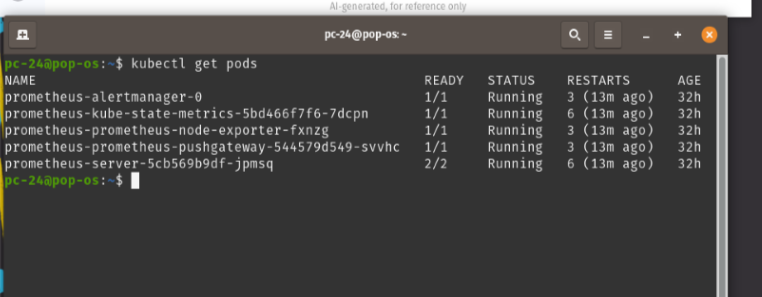 AI-generated, for reference only
pc-24@pop-os: ~
pc-24@pop-os:~$ kubectl get pods
NAME READY STATUS RESTARTS AGE
prometheus-alertmanager-0 1/1 Running 3 (13m ago) 32h
prometheus-kube-state-metrics-5bd466f7f6-7dcpn 1/1 Running 6 (13m ago) 32h
prometheus-prometheus-node-exporter-fxnzg 1/1 Running 3 (13m ago) 32h
prometheus-prometheus-pushgateway-544579d549-svvhc 1/1 Running 3 (13m ago) 32h
prometheus-server-5cb569b9df-jpmsq 2/2 Running 6 (13m ago) 32h
pc-24@pop-os:~$